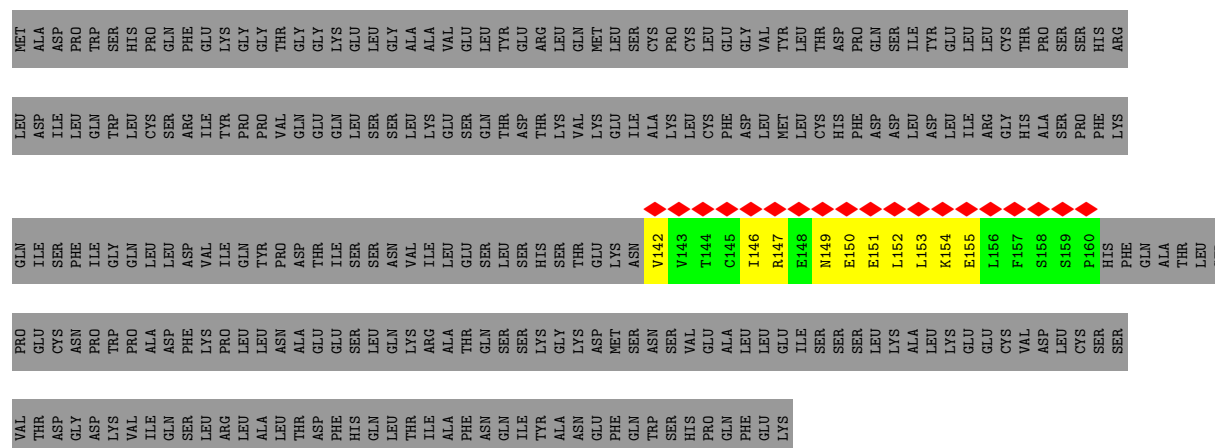 MET ALA ASP PRO TRP SER HIS PRO GLN PHE GLU LYS GLY GLY THR GLY GLY LYS GLU LEU GLY ALA ALA VAL GLU LEU TYR GLU ARG LEU GLN MET LEU SER CYS PRO CYS LEU GLU GLY VAL TYR LEU THR ASP PRO GLN SER ILE TYR GLU LEU LEU CYS THR PRO SER SER HIS ARG
LEU ASP ILE LEU GLN TRP LEU CYS SER ARG ILE TYR PRO PRO VAL GLN GLU GLN LEU SER SER LEU LYS GLU SER GLN THR ASP THR LYS VAL LYS GLU ILE ALA LYS LEU CYS PHE ASP LEU MET LEU CYS HIS PHE ASP ASP LEU ASP LEU ILE ARG GLY HIS ALA SER PRO PHE LYS
GLN ILE SER PHE ILE GLY GLN LEU LEU ASP VAL ILE GLN TYR PRO ASP THR ILE SER SER ASN VAL ILE LEU GLU SER HIS SER THR GLU LYS ASN V142 V143 T144 C145 I146 R147 E148 N149 E150 E151 L152 L153 K154 E155 L156 F157 S158 S159 P160 HIS PHE GLN ALA THR LEU
PRO GLU CYS ASN PRO TRP PRO ALA ASP PHE LYS PRO LEU LEU ASN ALA GLU GLU SER LEU GLN LYS ARG ALA THR GLN SER LEU SER LYS GLY LYS ASP MET SER ASN SER VAL GLU ALA LEU LEU GLU ILE SER SER SER LEU LYS ALA LEU LYS GLU GLU CYS VAL ASP LEU CYS SER SER
VAL THR ASP GLY ASP LYS VAL ILE GLN SER LEU ARG LEU ALA LEU THR ASP PHE HIS GLN LEU THR ILE ALA PHE ASN GLN ILE TYR ALA ASN GLU PHE GLN TRP SER HIS PRO GLN PHE GLU LYS